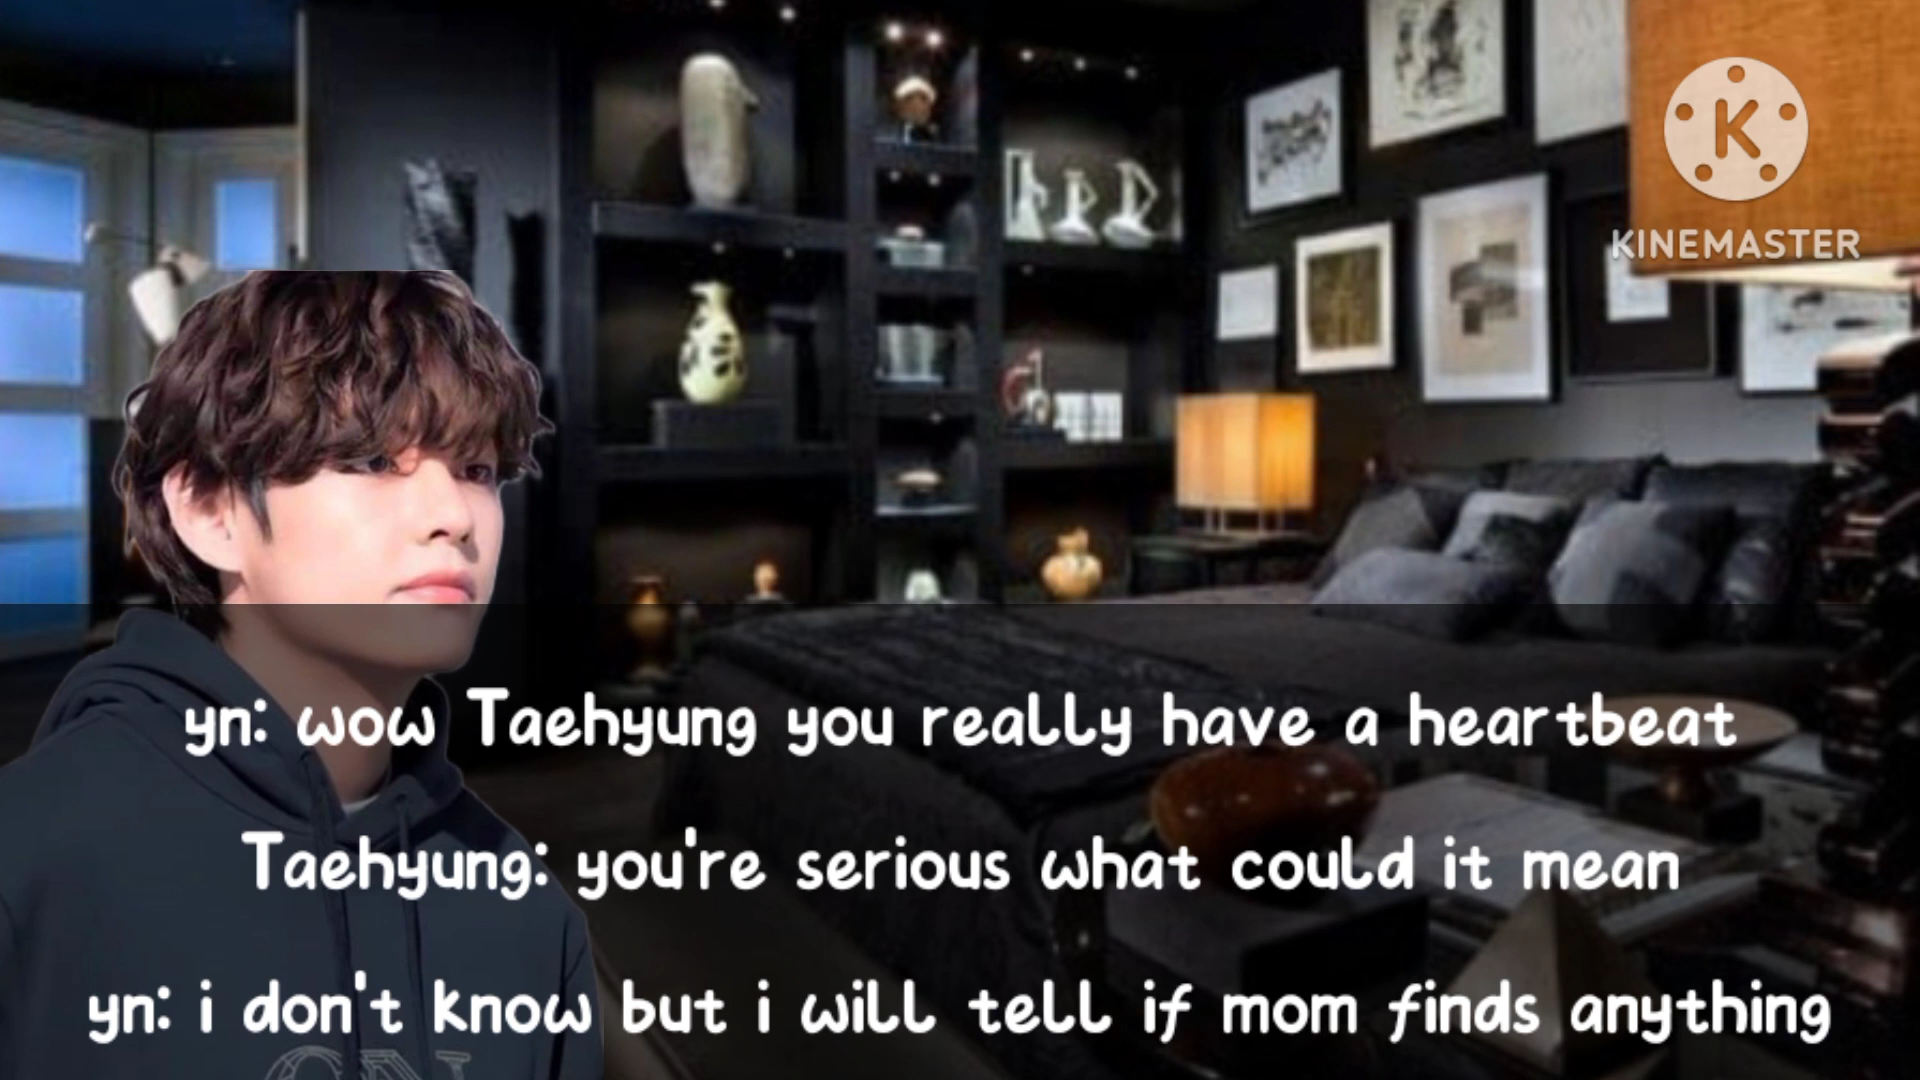 K
KINEMASTER
yn: wow Taehyung you really have a heartbeat
Taehyung: you're serious what could it mean
yn: i don't know but i will tell if mom finds anything